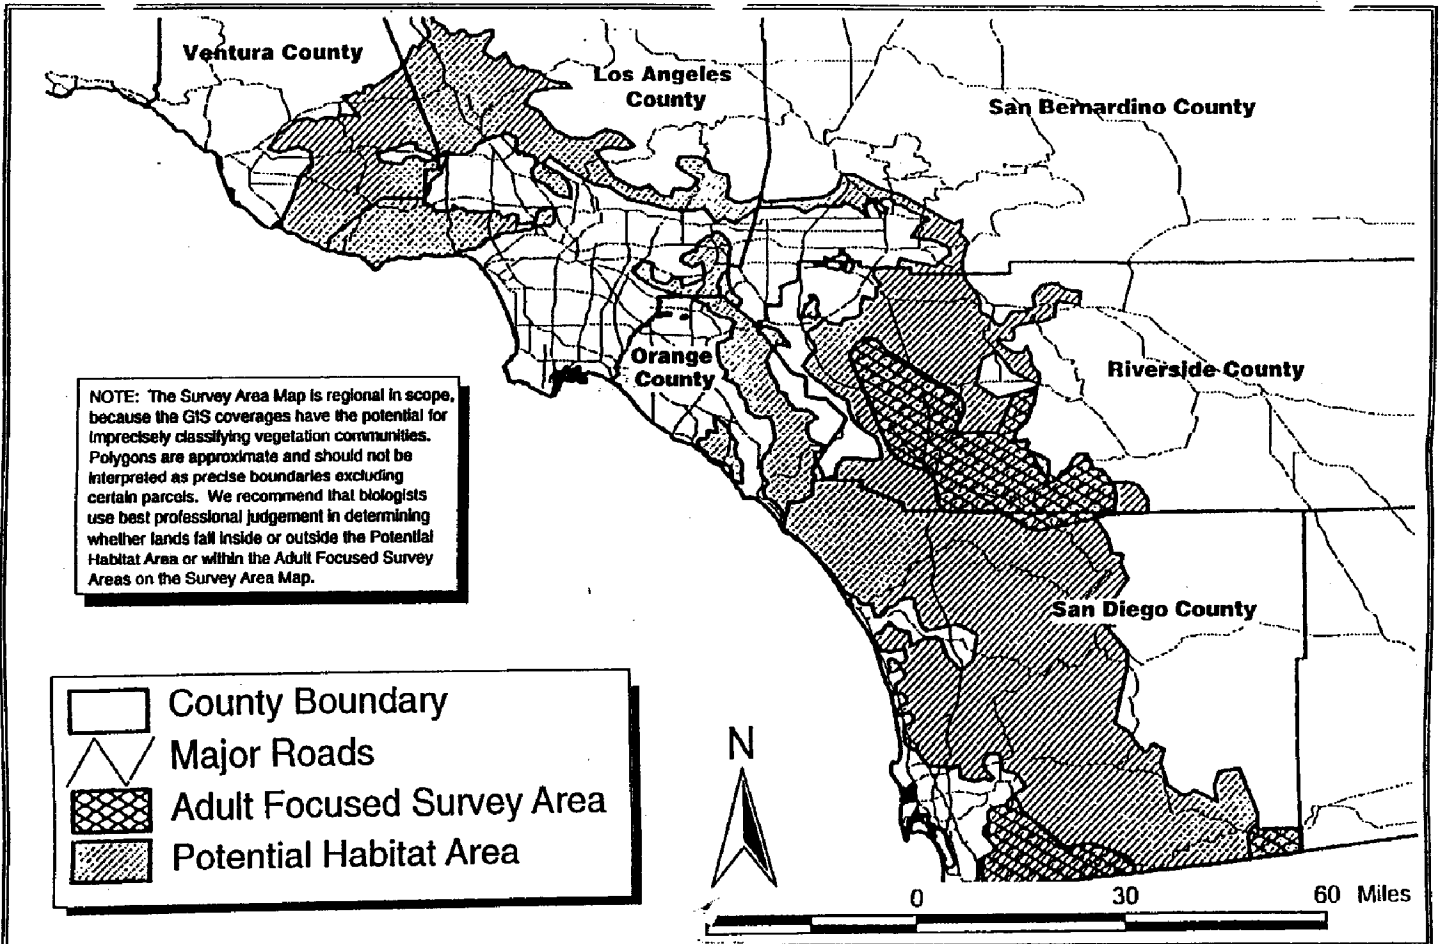 Ventura County
Los Angeles
County
San Bernardino County
Orange
County
Riverside County
NOTE: The Survey Area Map is regional in scope,
because the GIS coverages have the potential for
imprecisely classifying vegetation communities.
Polygons are approximate and should not be
interpreted as precise boundaries excluding
certain parcels. We recommend that biologists
use best professional judgement in determining
whether lands fall inside or outside the Potential
Habitat Area or within the Adult Focused Survey
Areas on the Survey Area Map.
San Diego County
County Boundary
Major Roads
Adult Focused Survey Area
Potential Habitat Area
N
0 30 60 Miles